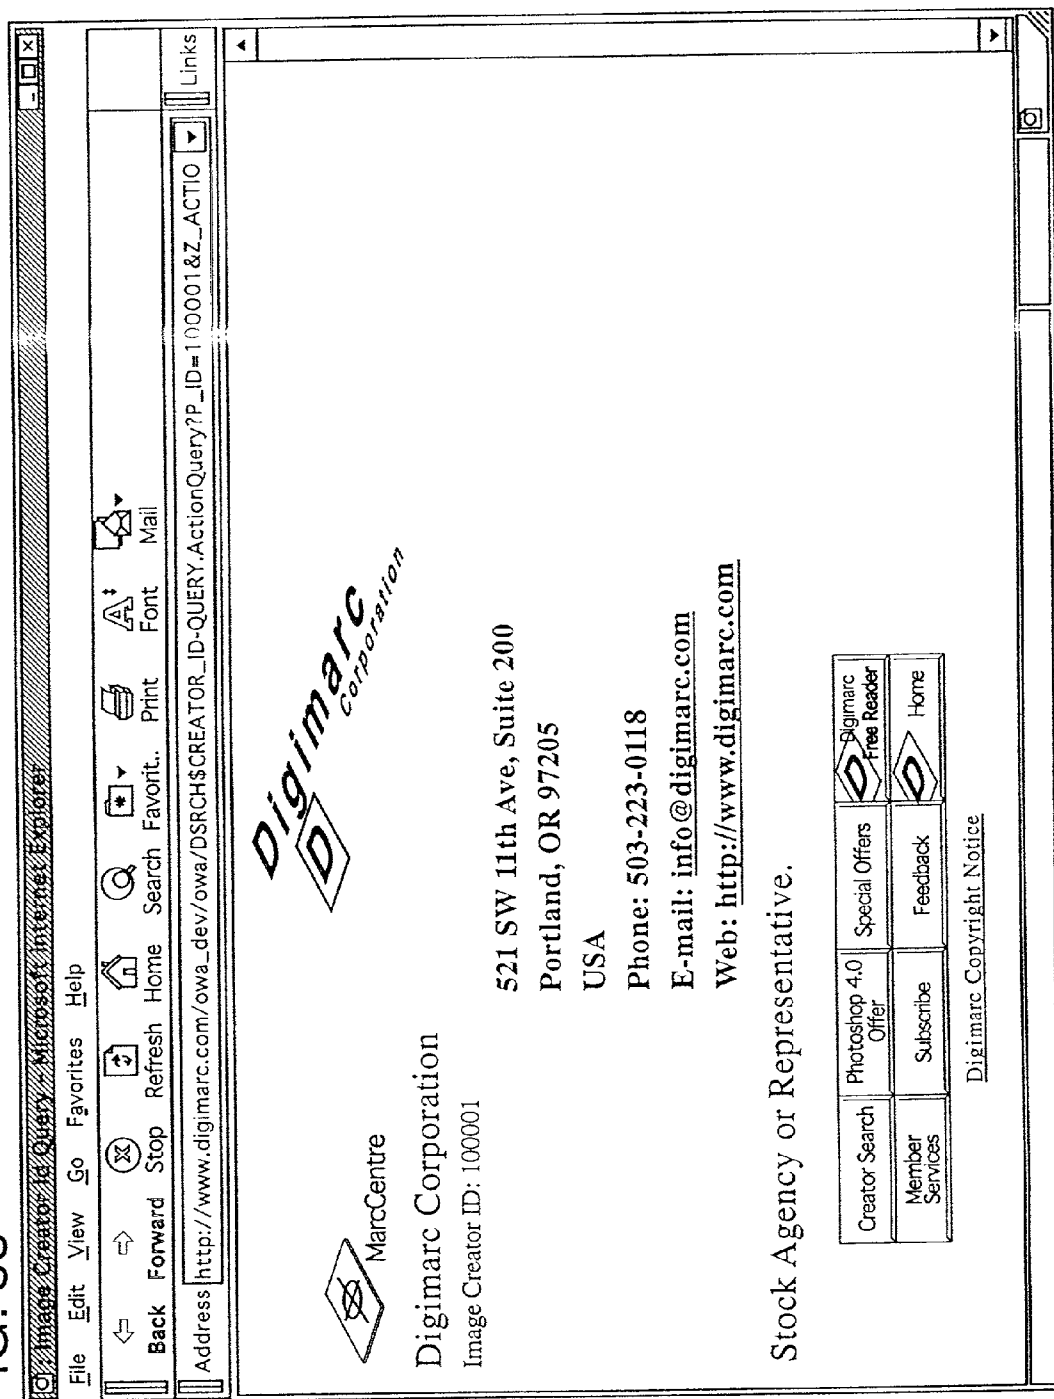 : Image Creator Id Query - Microsoft Internet Explorer
File Edit View Go Favorites Help
Back Forward Stop Refresh Home Search Favorit.. Print Font Mail
Address http://www.digimarc.com/owa_dev/owa/DSRCH$CREATOR_ID-QUERY.ActionQuery?P_ID=100001&Z_ACTIO Links
MarcCentre
D Digimarc
Corporation
Digimarc Corporation
Image Creator ID: 100001
521 SW 11th Ave, Suite 200
Portland, OR 97205
USA
Phone: 503-223-0118
E-mail: info@digimarc.com
Web: http://www.digimarc.com
Stock Agency or Representative.
Creator Search Photoshop 4.0 Offer Special Offers D Digimarc Free Reader
Member Services Subscribe Feedback D Home
Digimarc Copyright Notice